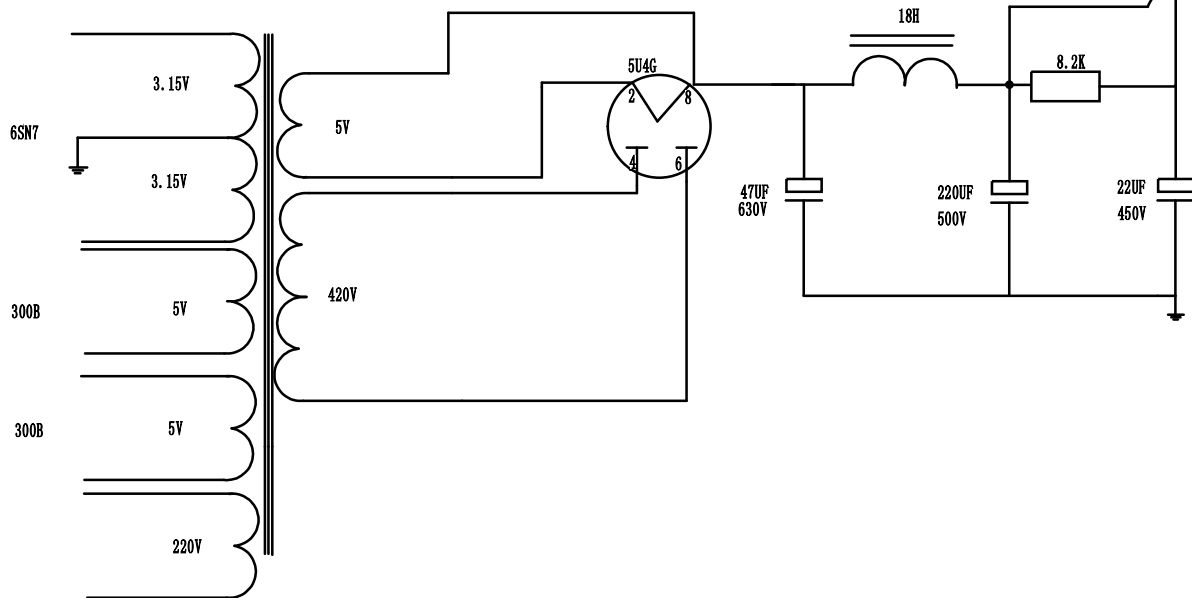 18H
5U4G
8.2K
3.15V
2
8
5V
6SN7
4
6
3.15V
47UF
630V
220UF
500V
22UF
450V
420V
300B
5V
300B
5V
220V